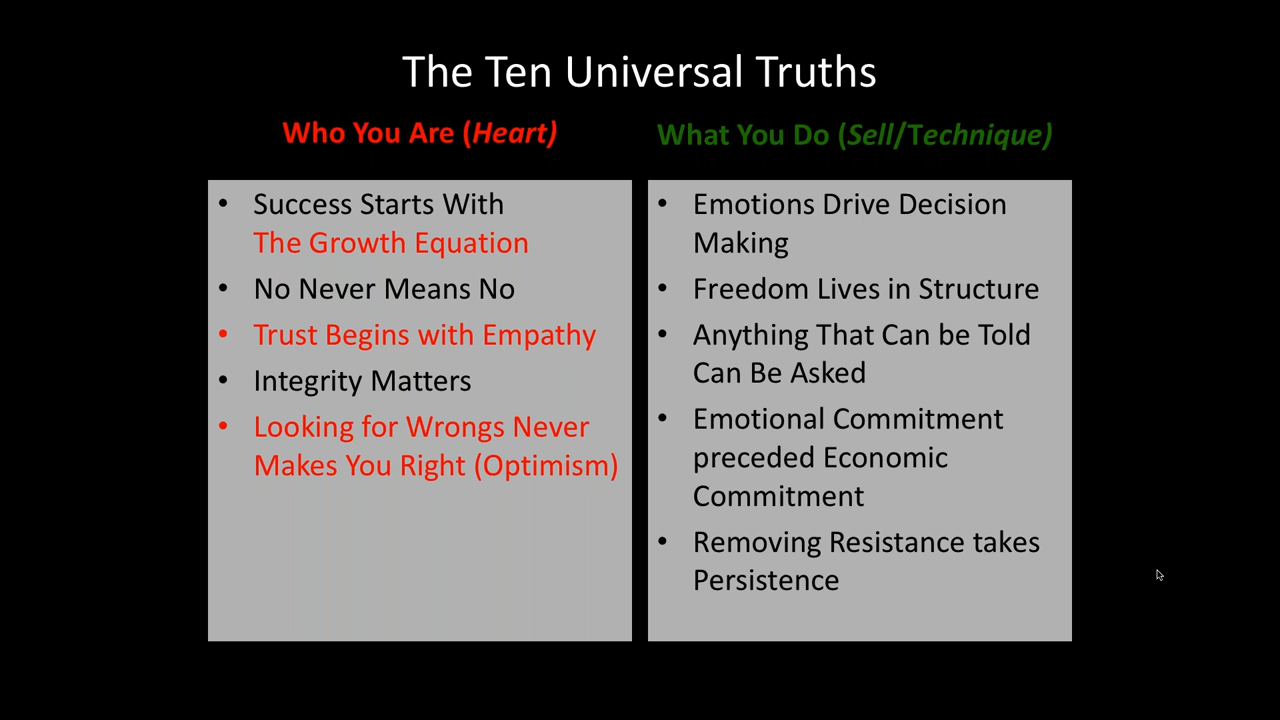 The Ten Universal Truths
Who You Are (Heart)
• Success Starts With
The Growth Equation
• No Never Means No
• Trust Begins with Empathy
• Integrity Matters
• Looking for Wrongs Never
Makes You Right (Optimism)
What You Do (Sell/Technique)
• Emotions Drive Decision
Making
• Freedom Lives in Structure
• Anything That Can be Told
Can Be Asked
• Emotional Commitment
preceded Economic
Commitment
• Removing Resistance takes
Persistence